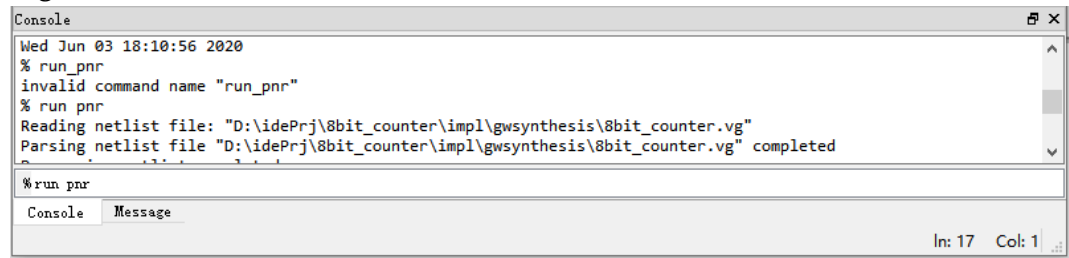 Console
Wed Jun 03 18:10:56 2020
% run_pnr
invalid command name "run_pnr"
% run pnr
Reading netlist file: "D:\idePrj\8bit_counter\impl\gwsynthesis\8bit_counter.vg"
Parsing netlist file "D:\idePrj\8bit_counter\impl\gwsynthesis\8bit_counter.vg" completed
% run pnr
Console Message
ln: 17 Col: 1